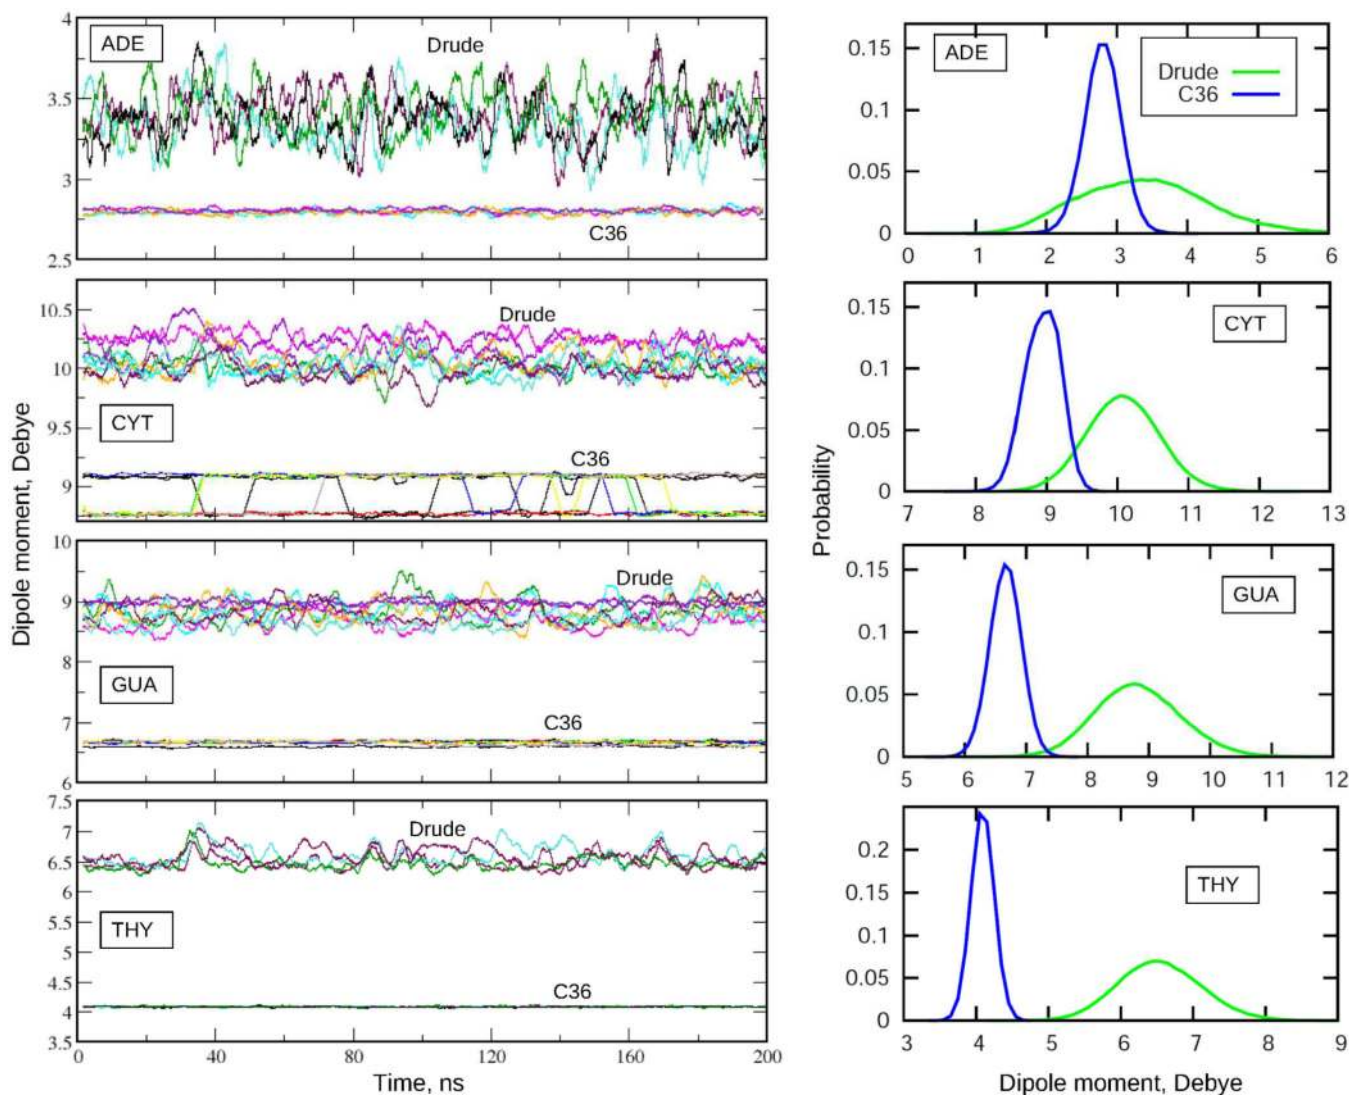 Dipole moment, Debye
4
3.5
3
2.5
ADE
Drude
C36
10.5
10
9.5
9
CYT
Drude
C36
10
9
8
7
6
GUA
Drude
C36
7.5
7
6.5
6
5.5
5
4.5
4
3.5
THY
Drude
C36
0 40 80 120 160 200
Time, ns
Probability
0.15
0.1
0.05
0
ADE
Drude
C36
0 1 2 3 4 5 6
0.15
0.1
0.05
0
CYT
7 8 9 10 11 12 13
0.15
0.1
0.05
0
GUA
5 6 7 8 9 10 11 12
0.2
0.15
0.1
0.05
0
THY
3 4 5 6 7 8 9
Dipole moment, Debye